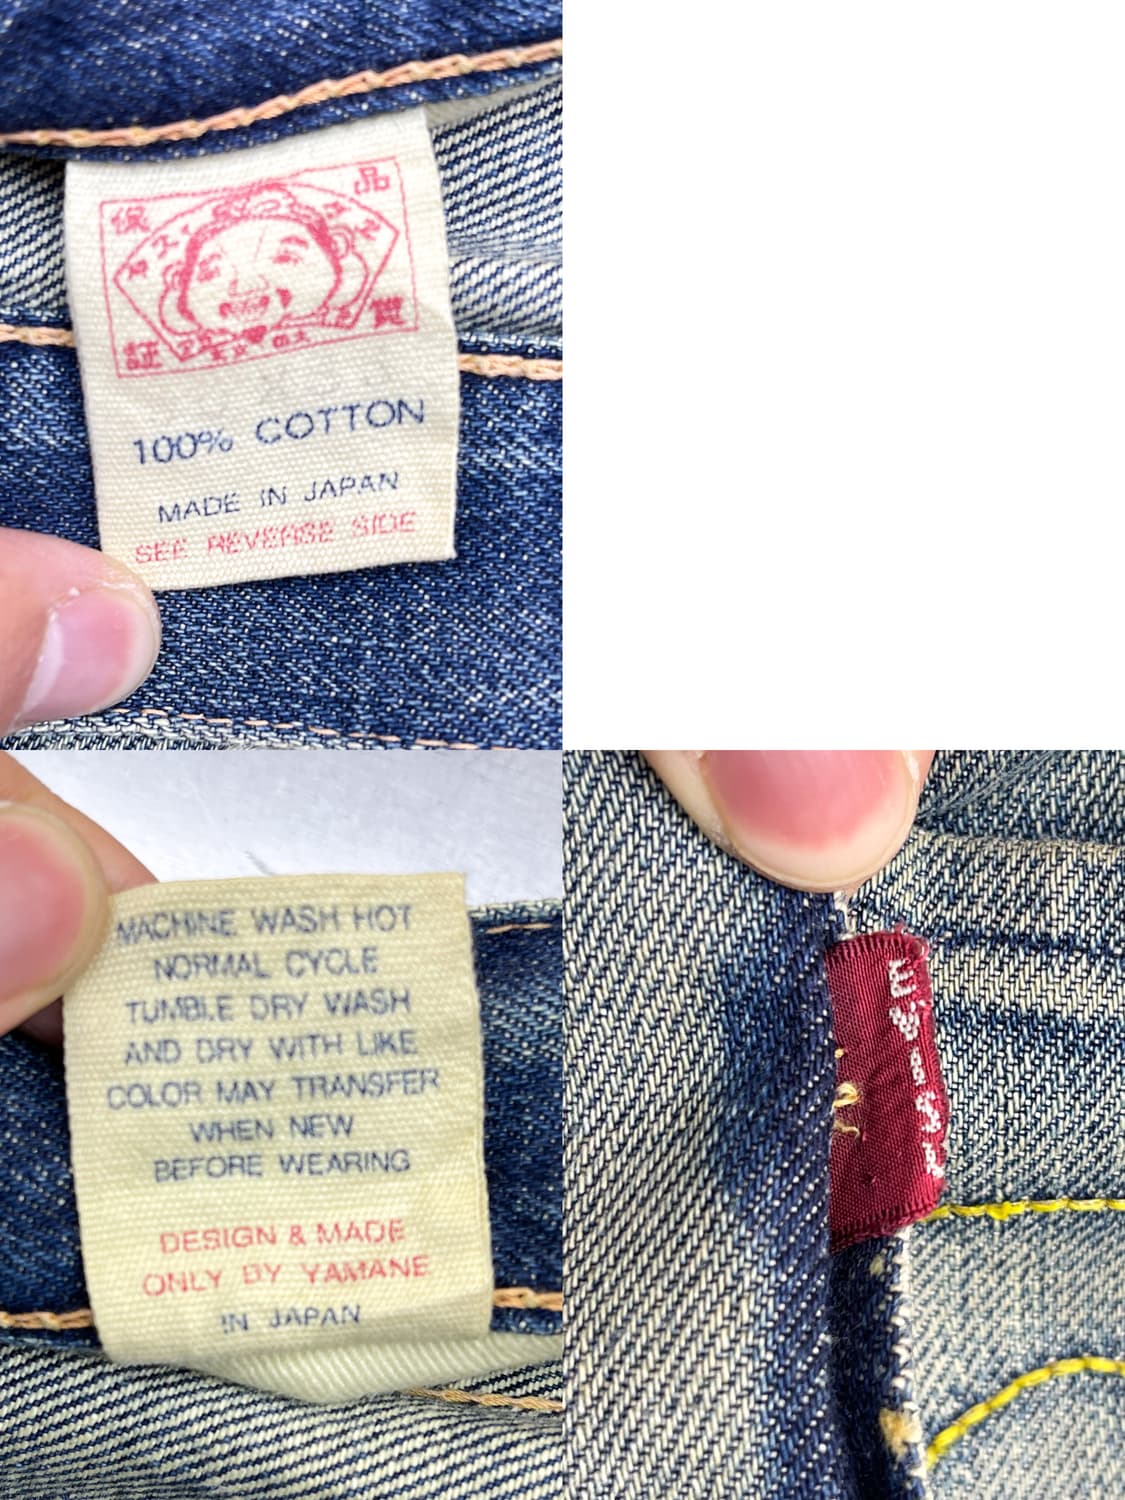 品
保
証
質
100% COTTON
MADE IN JAPAN
SEE REVERSE SIDE
MACHINE WASH HOT
NORMAL CYCLE
TUMBLE DRY WASH
AND DRY WITH LIKE
COLOR MAY TRANSFER
WHEN NEW
BEFORE WEARING
DESIGN & MADE
ONLY BY YAMANE
IN JAPAN
EVISU